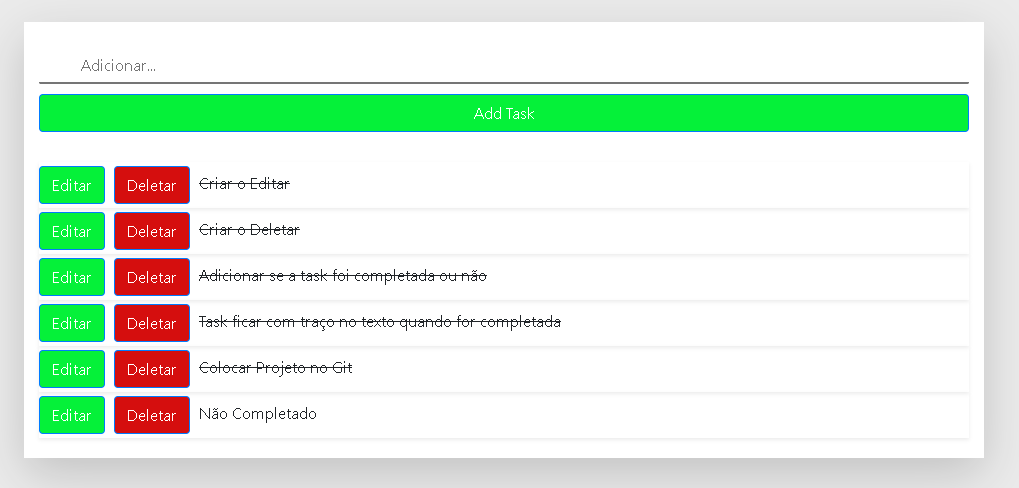 Adicionar...
Add Task
Editar Deletar Criar o Editar
Editar Deletar Criar o Deletar
Editar Deletar Adicionar se a task foi completada ou não
Editar Deletar Task ficar com traço no texto quando for completada
Editar Deletar Colocar Projeto no Git
Editar Deletar Não Completado